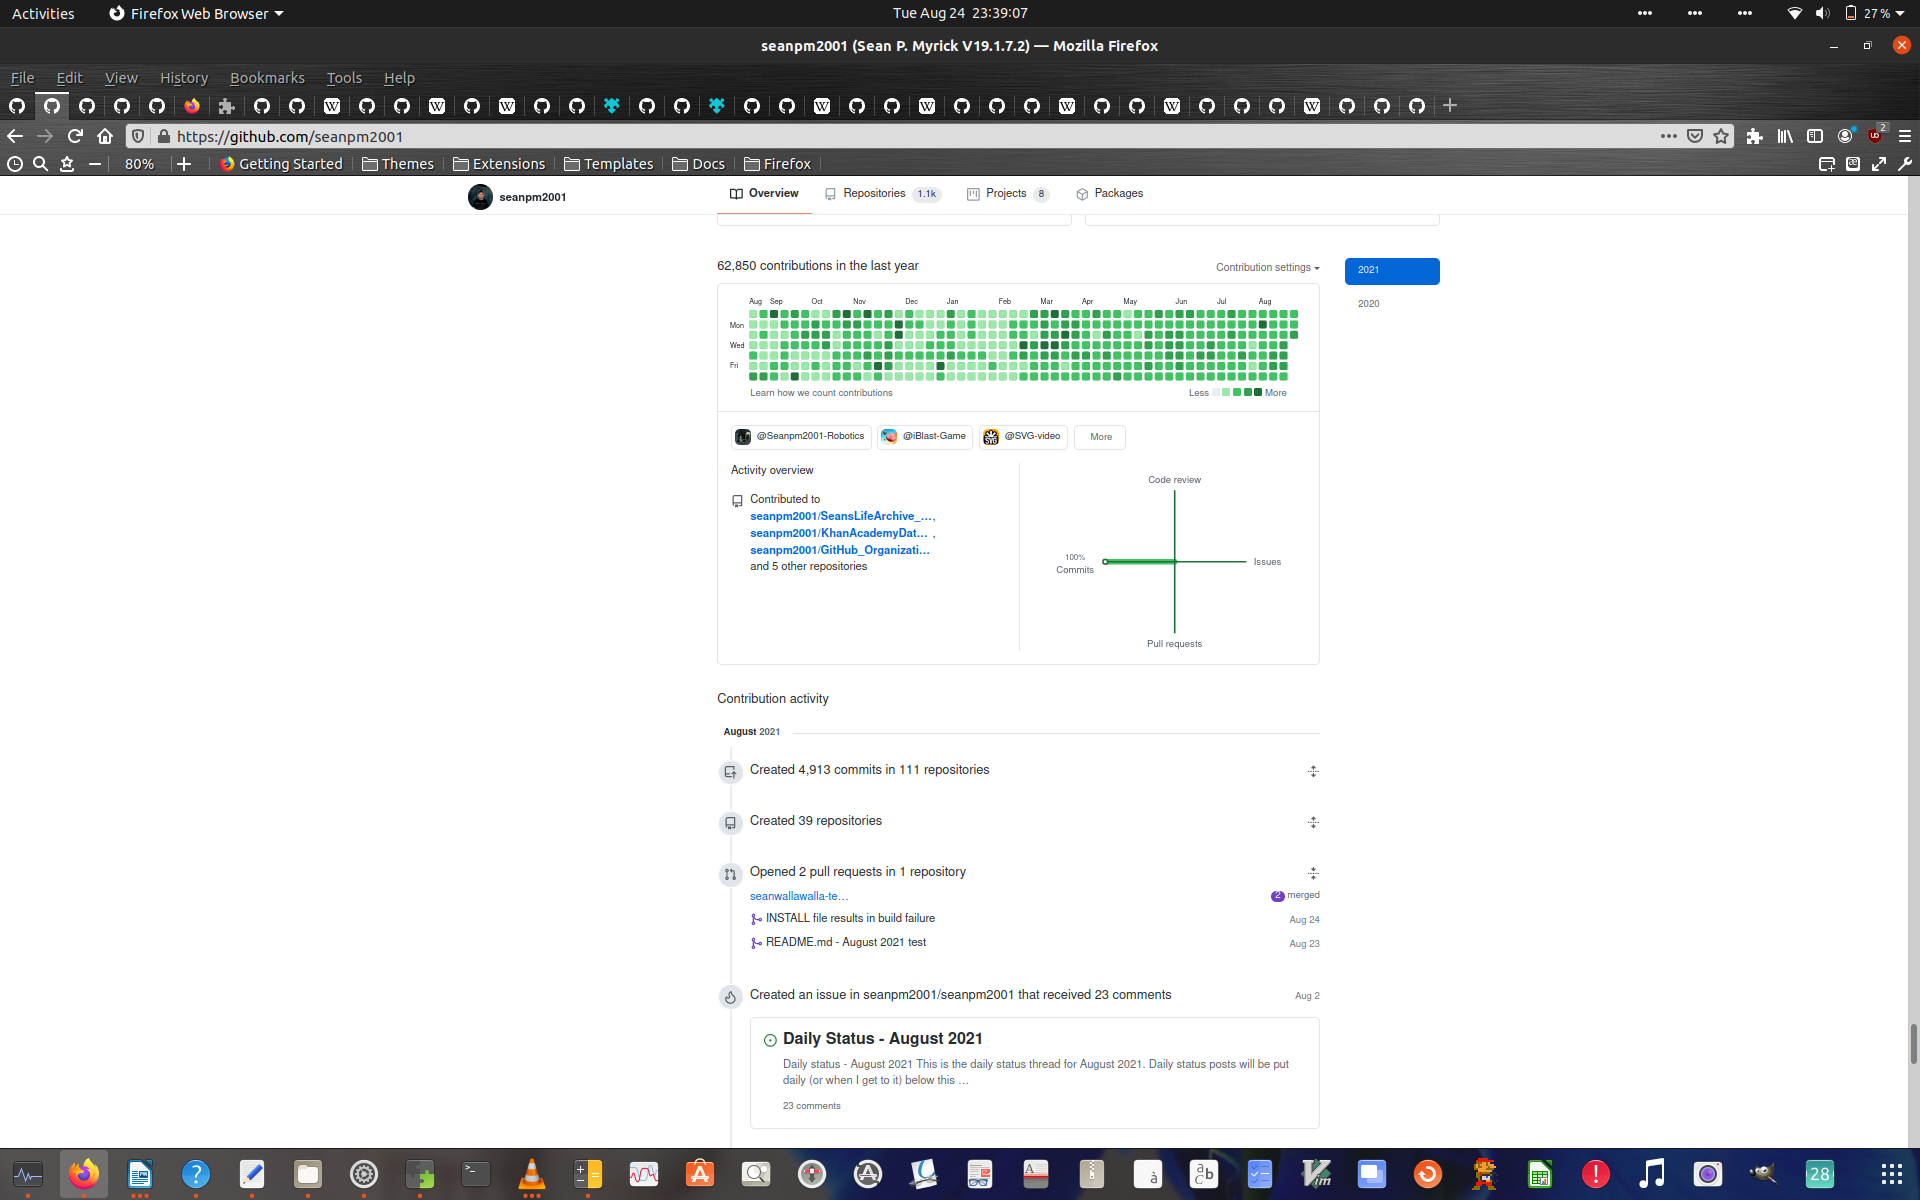 Activities
Firefox Web Browser
Tue Aug 24  23:39:07
27 %
seanpm2001 (Sean P. Myrick V19.1.7.2) — Mozilla Firefox
File Edit View History Bookmarks Tools Help
https://github.com/seanpm2001
2
80%
Getting Started
Themes
Extensions
Templates
Docs
Firefox
seanpm2001
Overview
Repositories 1.1k
Projects 8
Packages
62,850 contributions in the last year
Contribution settings
2021
2020
Aug Sep Oct Nov Dec Jan Feb Mar Apr May Jun Jul Aug
Mon
Wed
Fri
Learn how we count contributions
Less More
@Seanpm2001-Robotics
@iBlast-Game
SVG
@SVG-video
More
Activity overview
Contributed to
seanpm2001/SeansLifeArchive_…,
seanpm2001/KhanAcademyDat… ,
seanpm2001/GitHub_Organizati…
and 5 other repositories
Code review
100%
Commits
Issues
Pull requests
Contribution activity
August 2021
Created 4,913 commits in 111 repositories
Created 39 repositories
Opened 2 pull requests in 1 repository
seanwallawalla-te…
2 merged
INSTALL file results in build failure
Aug 24
README.md - August 2021 test
Aug 23
Created an issue in seanpm2001/seanpm2001 that received 23 comments
Aug 2
Daily Status - August 2021
Daily status - August 2021 This is the daily status thread for August 2021. Daily status posts will be put
daily (or when I get to it) below this …
23 comments
28